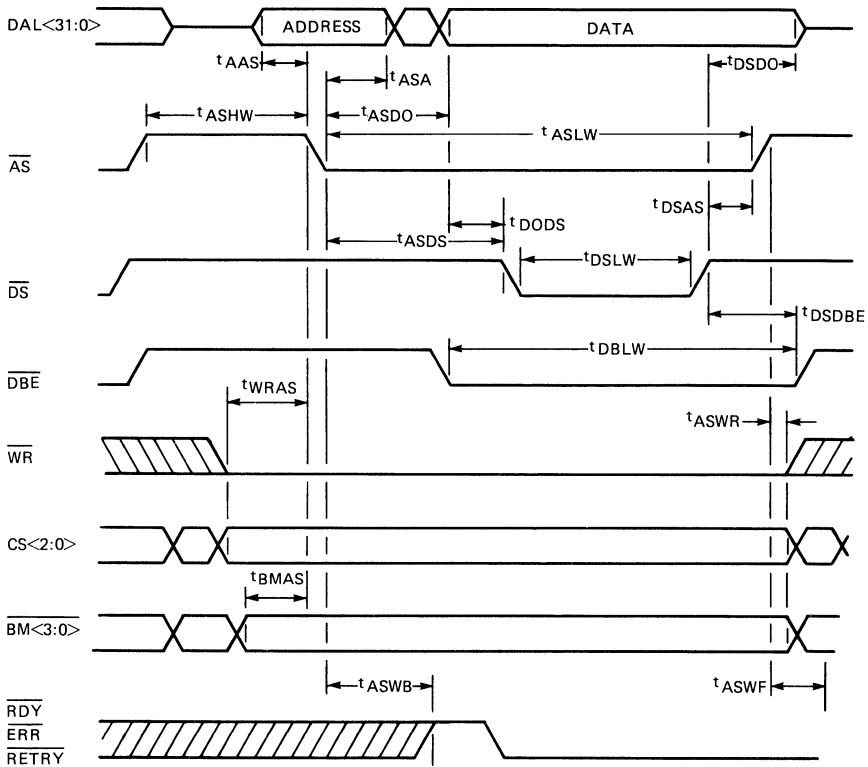 DAL<31:0>
ADDRESS
DATA
tAAS
tASA
tDSDO
tASHW
tASDO
tASLW
AS
tDSAS
tDODS
tASDS
tDSLW
DS
tDSDBE
tDBLW
DBE
tWRAS
tASWR
WR
CS<2:0>
tBMAS
BM<3:0>
tASWB
tASWF
RDY
ERR
RETRY